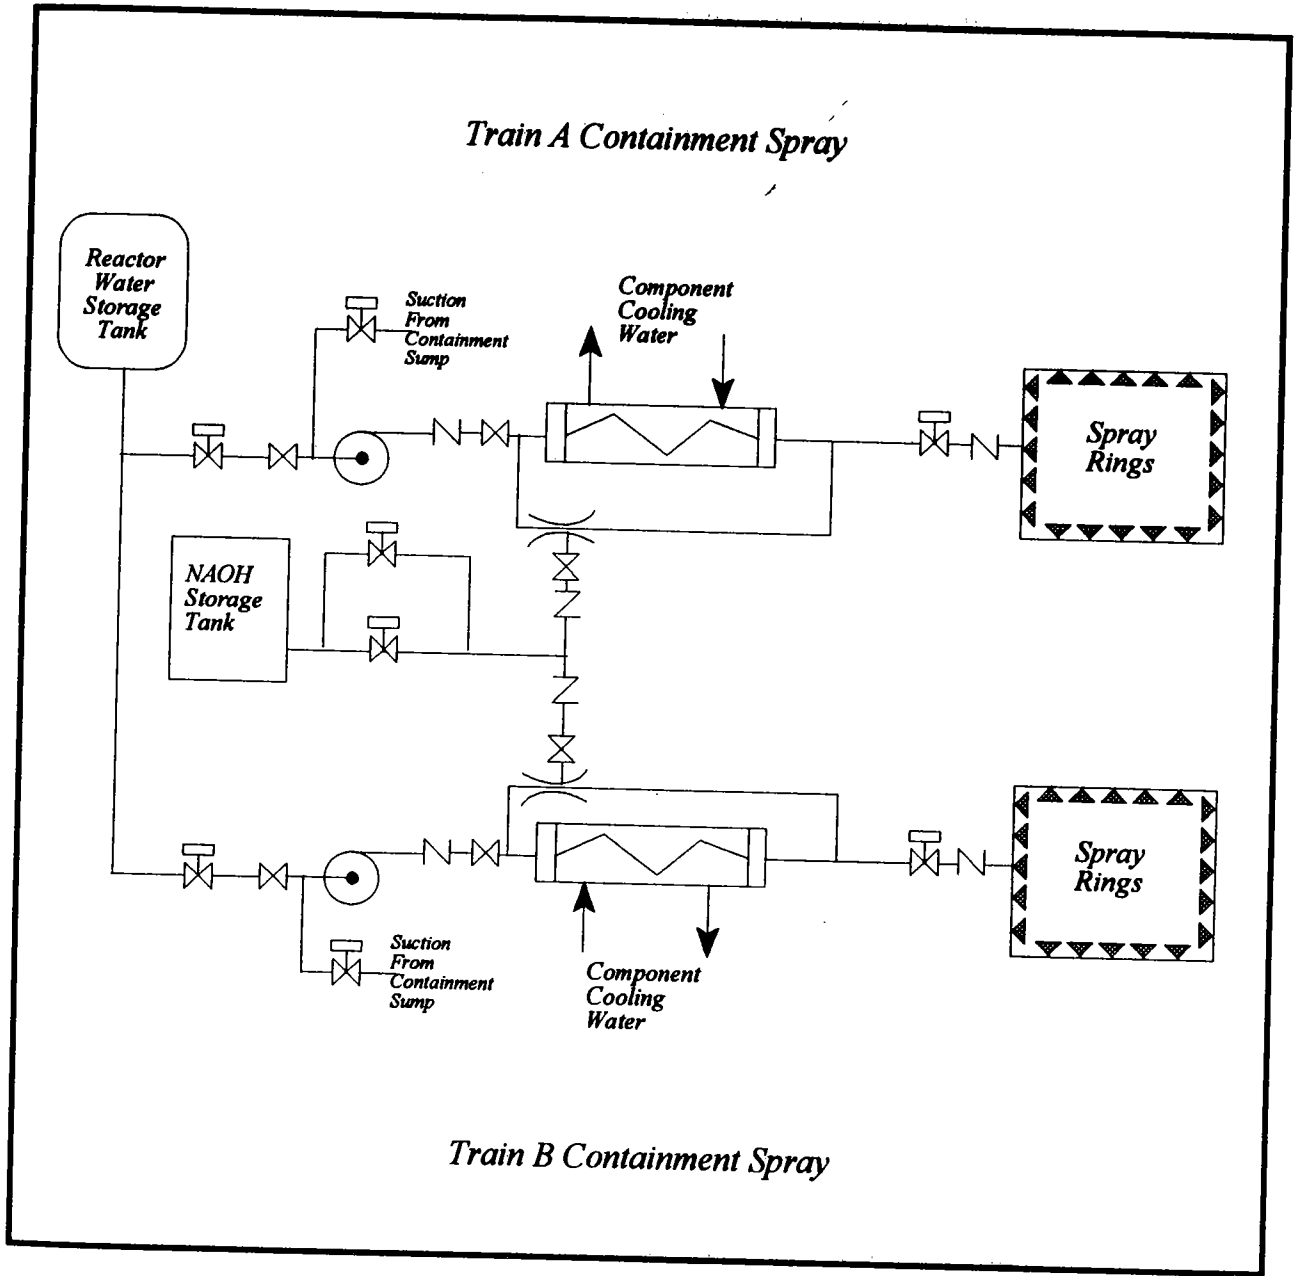 Train A Containment Spray
Reactor
Water
Storage
Tank
Suction
From
Containment
Sump
Component
Cooling
Water
Spray
Rings
NAOH
Storage
Tank
Spray
Rings
Suction
From
Containment
Sump
Component
Cooling
Water
Train B Containment Spray